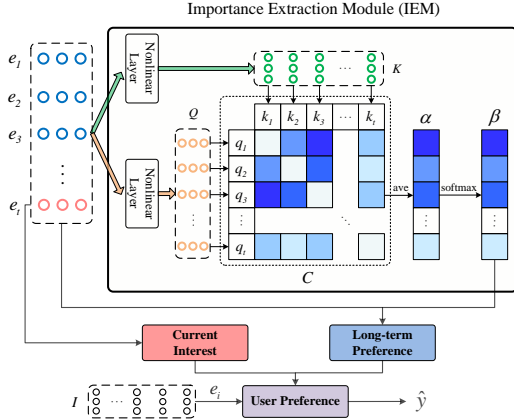 Importance Extraction Module (IEM)
e1
e2
e3
⋮
et
Nonlinear
Layer
Nonlinear
Layer
K
...
Q
k1 k2 k3 ... kt
q1
q2
q3
⋮
qt
C
ave
α
softmax
β
Current
Interest
Long-term
Preference
I
...
ei
User Preference
ŷ